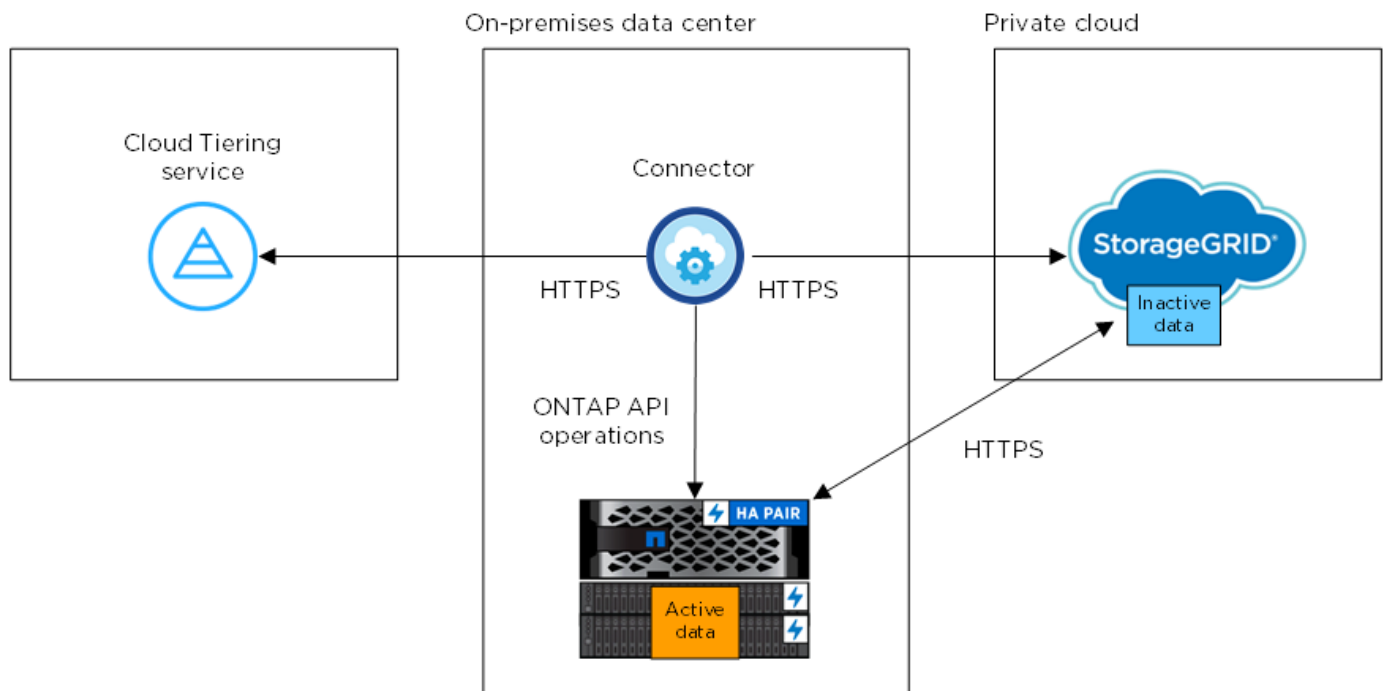 On-premises data center
Private cloud
Cloud Tiering
service
Connector
StorageGRID®
Inactive
data
HTTPS
HTTPS
ONTAP API
operations
HTTPS
HA PAIR
Active
data